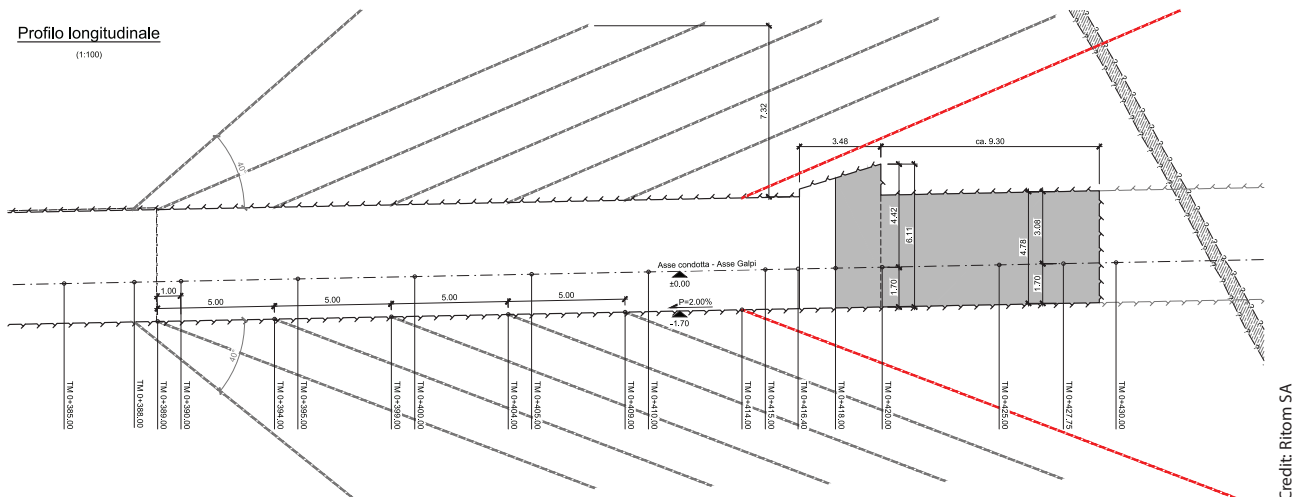 Profilo longitudinale
(1:100)
7.32
40°
3.48
ca. 9.30
4.42
6.11
4.78
3.08
Asse condotta - Asse Galpi
±0.00
1.00
5.00
5.00
5.00
5.00
P=2.00%
-1.70
1.70
1.70
40°
TM 0+385.00
TM 0+388.00
TM 0+389.00
TM 0+390.00
TM 0+394.00
TM 0+395.00
TM 0+399.00
TM 0+400.00
TM 0+404.00
TM 0+405.00
TM 0+409.00
TM 0+410.00
TM 0+414.00
TM 0+415.00
TM 0+416.40
TM 0+418.00
TM 0+420.00
TM 0+425.00
TM 0+427.75
TM 0+430.00
Credit: Ritom SA